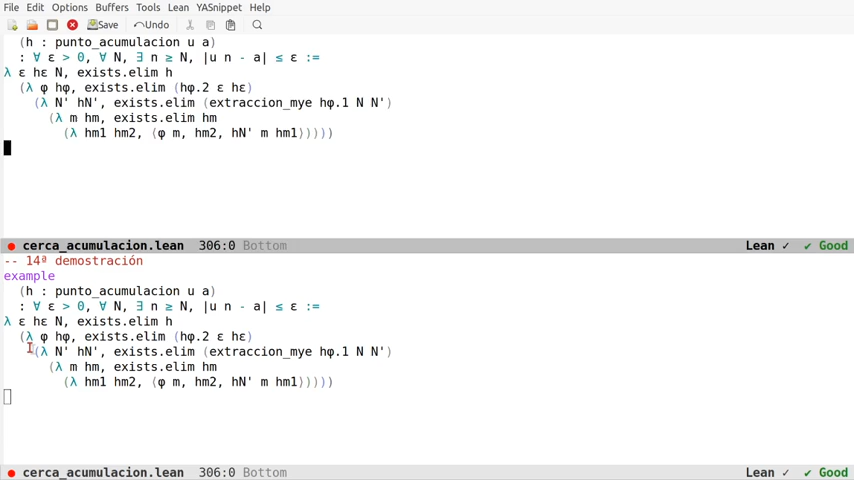 File Edit Options Buffers Tools Lean YASnippet Help
Save Undo
(h : punto_acumulacion u a)
: ∀ ε > 0, ∀ N, ∃ n ≥ N, |u n - a| ≤ ε :=
λ ε hε N, exists.elim h
(λ φ hφ, exists.elim (hφ.2 ε hε)
(λ N' hN', exists.elim (extraccion_mye hφ.1 N N')
(λ m hm, exists.elim hm
(λ hm1 hm2, ⟨φ m, hm2, hN' m hm1⟩))))
cerca_acumulacion.lean 306:0 Bottom Lean ✓ ✔ Good
-- 14ª demostración
example
(h : punto_acumulacion u a)
: ∀ ε > 0, ∀ N, ∃ n ≥ N, |u n - a| ≤ ε :=
λ ε hε N, exists.elim h
(λ φ hφ, exists.elim (hφ.2 ε hε)
(λ N' hN', exists.elim (extraccion_mye hφ.1 N N')
(λ m hm, exists.elim hm
(λ hm1 hm2, ⟨φ m, hm2, hN' m hm1⟩))))
cerca_acumulacion.lean 306:0 Bottom Lean ✓ ✔ Good